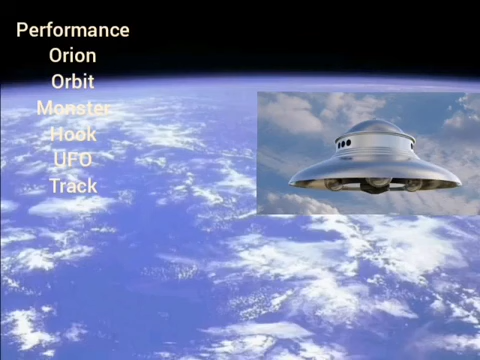 Performance
Orion
Orbit
Monster
Hook
UFO
Track